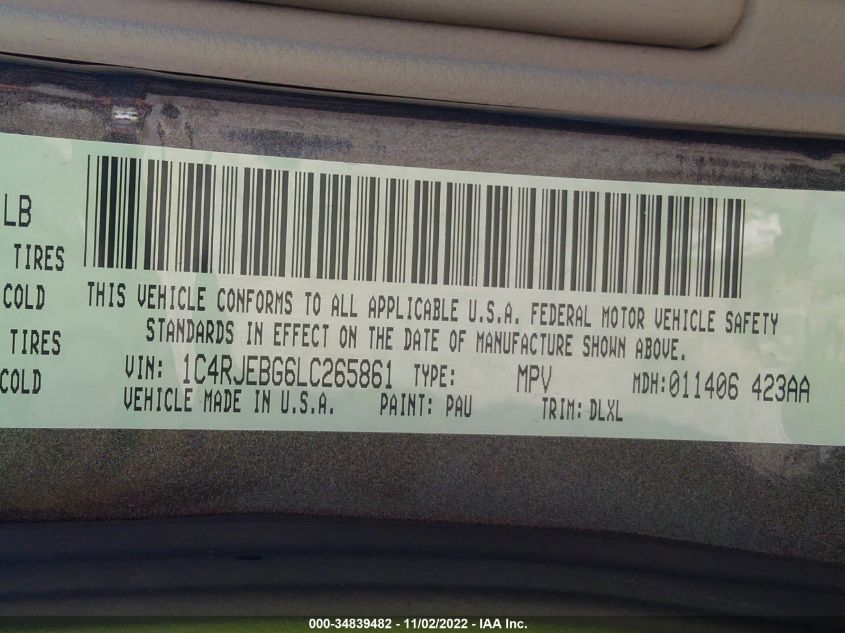 LB
TIRES
COLD
TIRES
COLD
THIS VEHICLE CONFORMS TO ALL APPLICABLE U.S.A. FEDERAL MOTOR VEHICLE SAFETY
STANDARDS IN EFFECT ON THE DATE OF MANUFACTURE SHOWN ABOVE.
VIN: 1C4RJEBG6LC265861 TYPE: MPV MDH:011406 423AA
VEHICLE MADE IN U.S.A. PAINT: PAU TRIM: DLXL
000-34839482 - 11/02/2022 - IAA Inc.